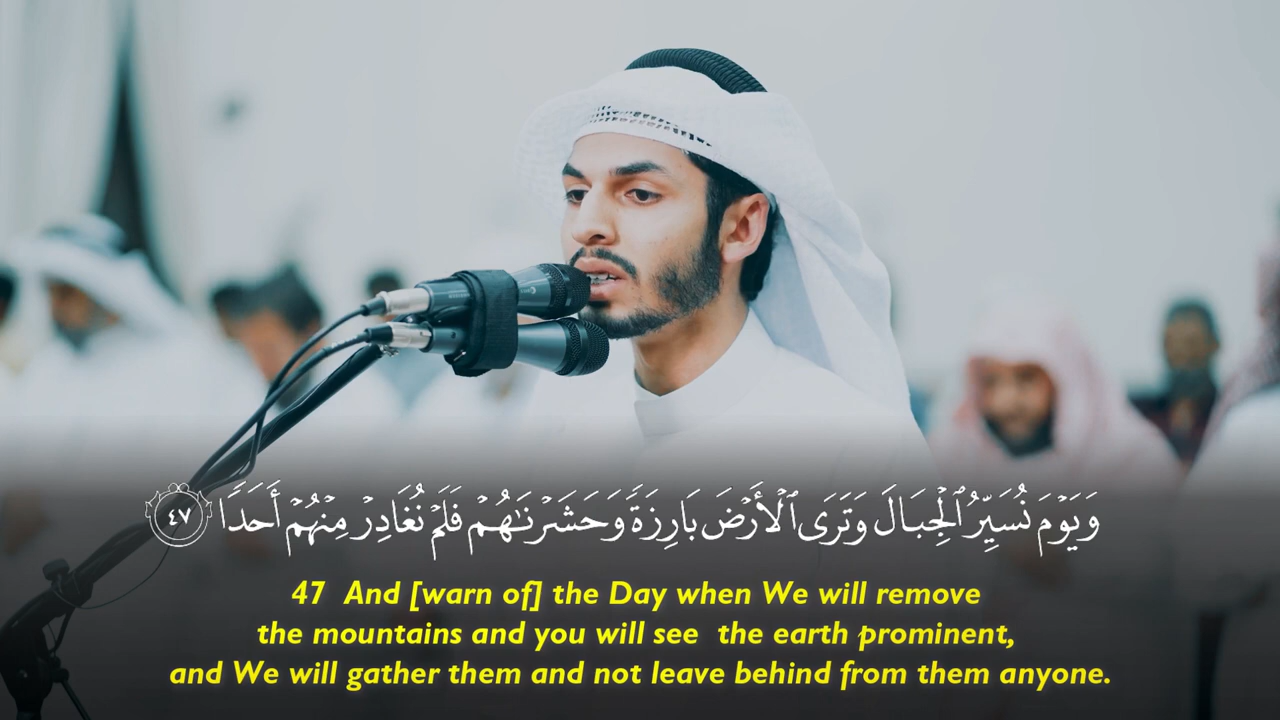 وَيَوْمَ نُسَيِّرُ ٱلْجِبَالَ وَتَرَى ٱلْأَرْضَ بَارِزَةً وَحَشَرْنَـٰهُمْ فَلَمْ نُغَادِرْ مِنْهُمْ أَحَدًا ٤٧
47 And [warn of] the Day when We will remove
the mountains and you will see the earth prominent,
and We will gather them and not leave behind from them anyone.